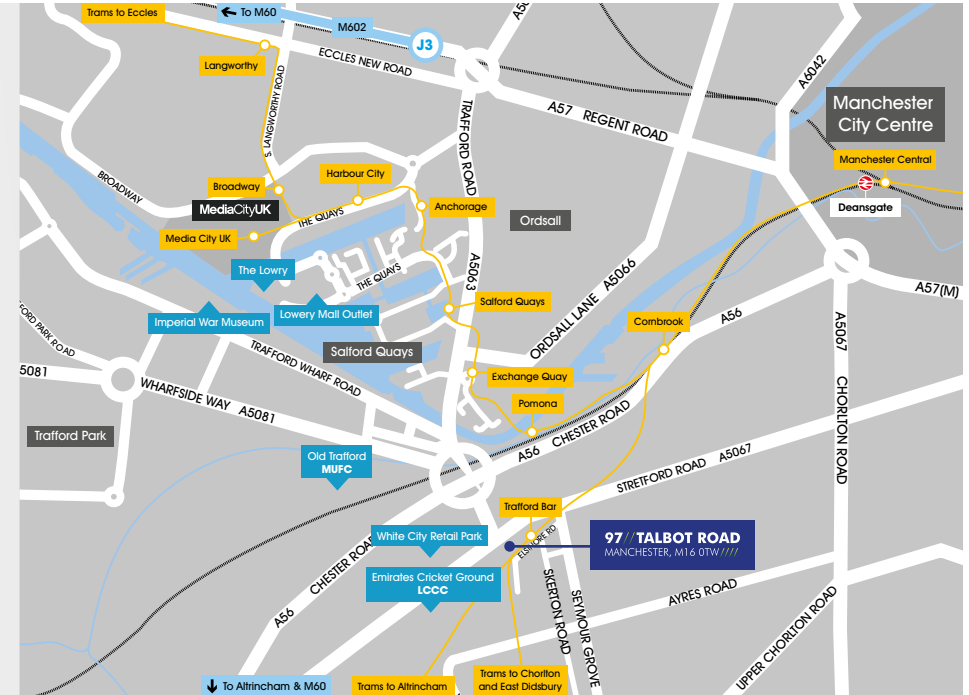 Trams to Eccles
To M60
M602
J3
A50
Langworthy
ECCLES NEW ROAD
S. LANGWORTHY ROAD
TRAFFORD ROAD
A57 REGENT ROAD
A6042
Manchester
City Centre
Manchester Central
Deansgate
BROADWAY
Broadway
Harbour City
MediaCityUK
THE QUAYS
Anchorage
Ordsall
Media City UK
The Lowry
THE QUAYS
A5063
A5066
ORDSALL LANE
Salford Quays
Lowery Mall Outlet
Imperial War Museum
Cornbrook
A56
A57(M)
FORD PARK ROAD
TRAFFORD WHARF ROAD
Salford Quays
A5067
5081
WHARFSIDE WAY A5081
Exchange Quay
Pomona
CHORLTON ROAD
Trafford Park
A56 CHESTER ROAD
Old Trafford
MUFC
STRETFORD ROAD A5067
Trafford Bar
White City Retail Park
ELSINORE RD
97//TALBOT ROAD
MANCHESTER, M16 0TW////
CHESTER ROAD
A56
Emirates Cricket Ground
LCCC
SKERTON ROAD
SEYMOUR GROVE
AYRES ROAD
UPPER CHORLTON ROAD
To Altrincham & M60
Trams to Altrincham
Trams to Chorlton
and East Didsbury